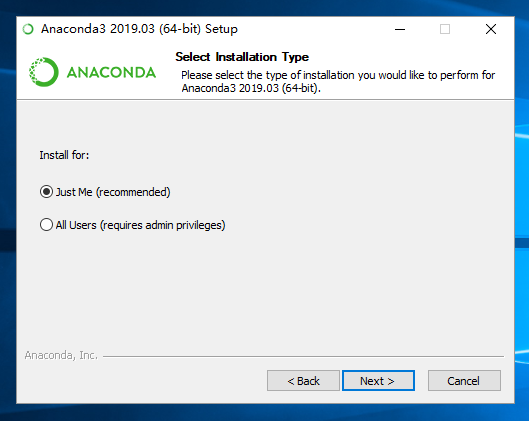 Anaconda3 2019.03 (64-bit) Setup
ANACONDA
Select Installation Type
Please select the type of installation you would like to perform for
Anaconda3 2019.03 (64-bit).
Install for:
Just Me (recommended)
All Users (requires admin privileges)
Anaconda, Inc.
< Back
Next >
Cancel